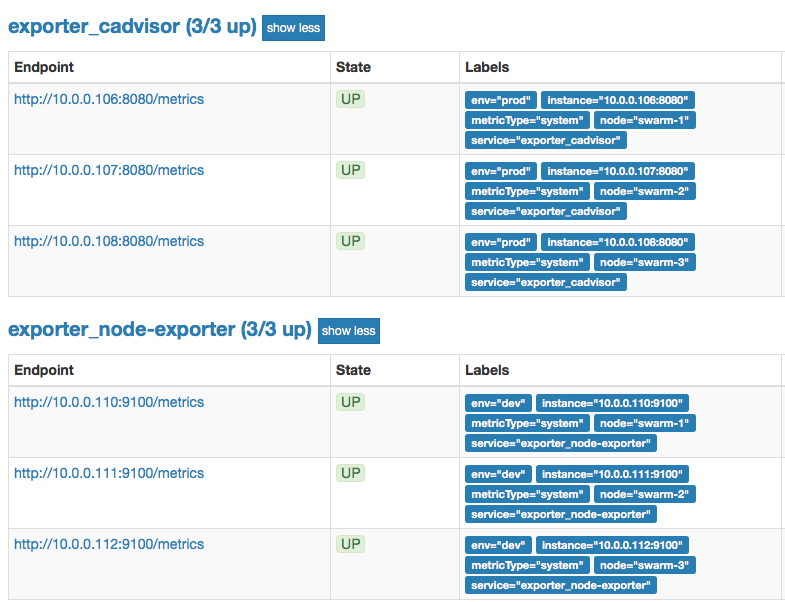 exporter_cadvisor (3/3 up) show less
Endpoint State Labels
http://10.0.0.106:8080/metrics UP env="prod" instance="10.0.0.106:8080"
metricType="system" node="swarm-1"
service="exporter_cadvisor"
http://10.0.0.107:8080/metrics UP env="prod" instance="10.0.0.107:8080"
metricType="system" node="swarm-2"
service="exporter_cadvisor"
http://10.0.0.108:8080/metrics UP env="prod" instance="10.0.0.108:8080"
metricType="system" node="swarm-3"
service="exporter_cadvisor"
exporter_node-exporter (3/3 up) show less
Endpoint State Labels
http://10.0.0.110:9100/metrics UP env="dev" instance="10.0.0.110:9100"
metricType="system" node="swarm-1"
service="exporter_node-exporter"
http://10.0.0.111:9100/metrics UP env="dev" instance="10.0.0.111:9100"
metricType="system" node="swarm-2"
service="exporter_node-exporter"
http://10.0.0.112:9100/metrics UP env="dev" instance="10.0.0.112:9100"
metricType="system" node="swarm-3"
service="exporter_node-exporter"